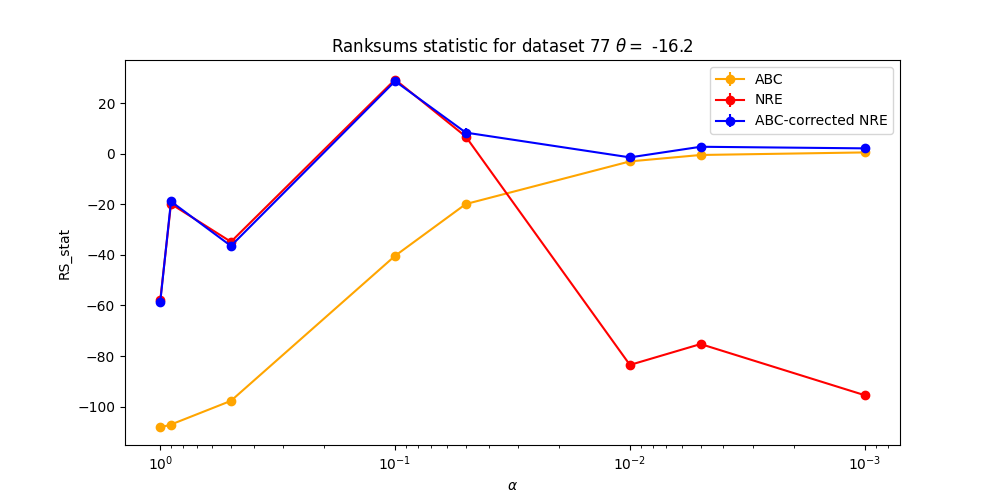 Ranksums statistic for dataset 77 θ = -16.2
ABC
NRE
ABC-corrected NRE
RS_stat
20
0
−20
−40
−60
−80
−100
10⁰
10⁻¹
10⁻²
10⁻³
α